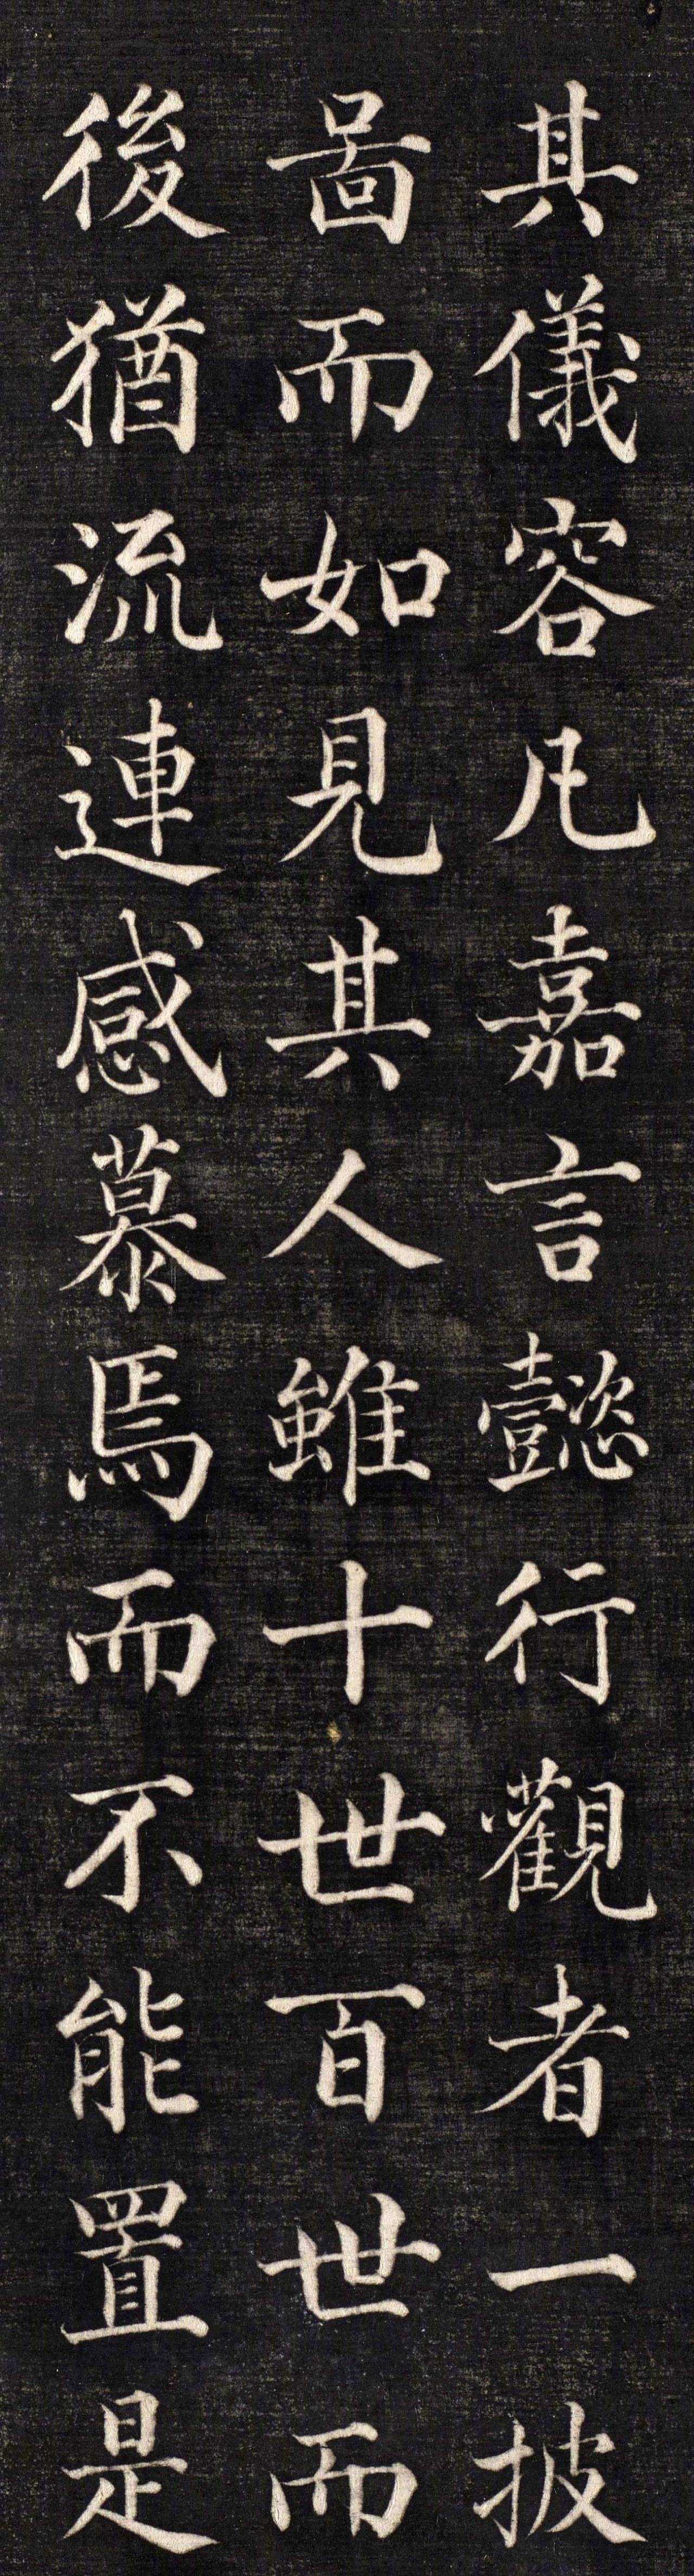 其儀容凡嘉言懿行觀者一披
啚而如見其人雖十世百世而
後猶流連感慕焉而不能置是